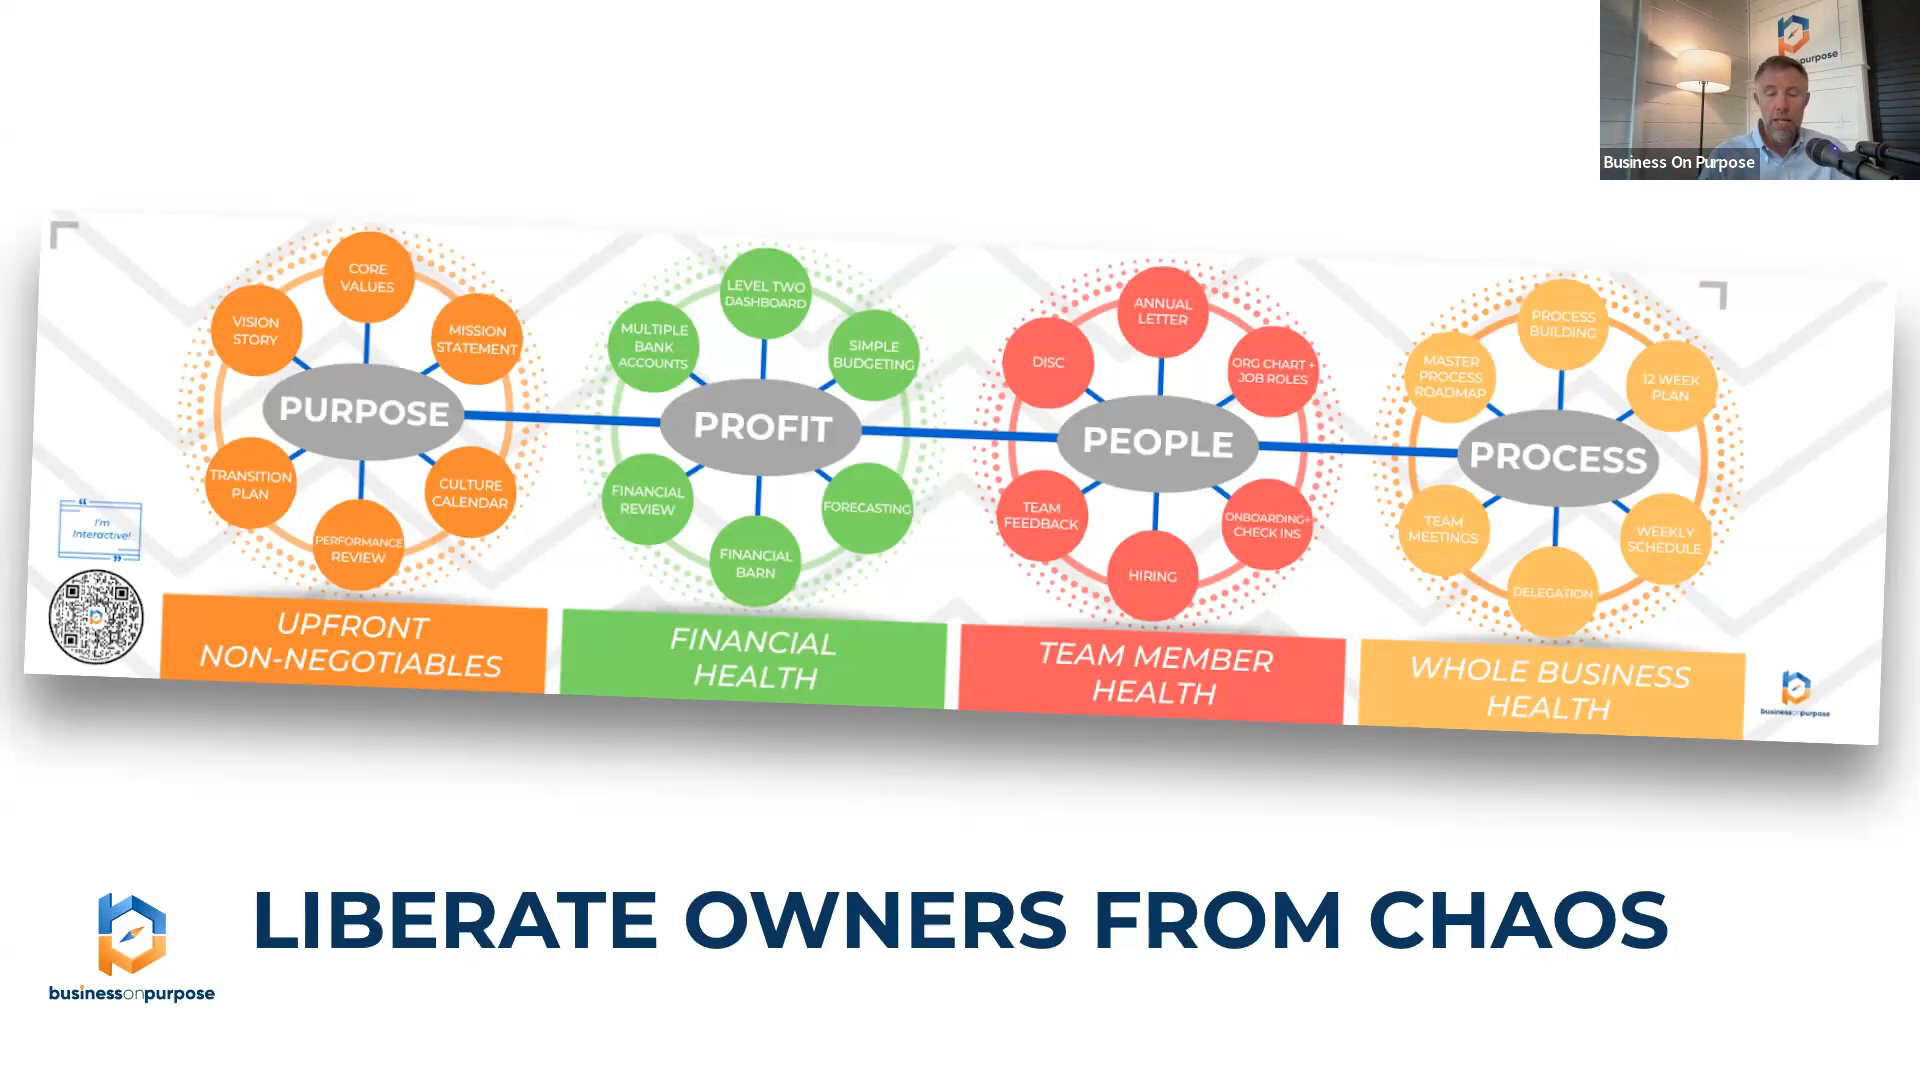 purpose
Business On Purpose
CORE
VALUES
VISION
STORY
MISSION
STATEMENT
PURPOSE
TRANSITION
PLAN
CULTURE
CALENDAR
PERFORMANCE
REVIEW
UPFRONT
NON-NEGOTIABLES
LEVEL TWO
DASHBOARD
MULTIPLE
BANK
ACCOUNTS
SIMPLE
BUDGETING
PROFIT
FINANCIAL
REVIEW
FORECASTING
FINANCIAL
BARN
FINANCIAL
HEALTH
ANNUAL
LETTER
DISC
ORG CHART +
JOB ROLES
PEOPLE
TEAM
FEEDBACK
ONBOARDING+
CHECK INS
HIRING
TEAM MEMBER
HEALTH
PROCESS
BUILDING
MASTER
PROCESS
ROADMAP
12 WEEK
PLAN
PROCESS
TEAM
MEETINGS
WEEKLY
SCHEDULE
DELEGATION
WHOLE BUSINESS
HEALTH
“
I'm
Interactive!
”
businessonpurpose
LIBERATE OWNERS FROM CHAOS
businessonpurpose